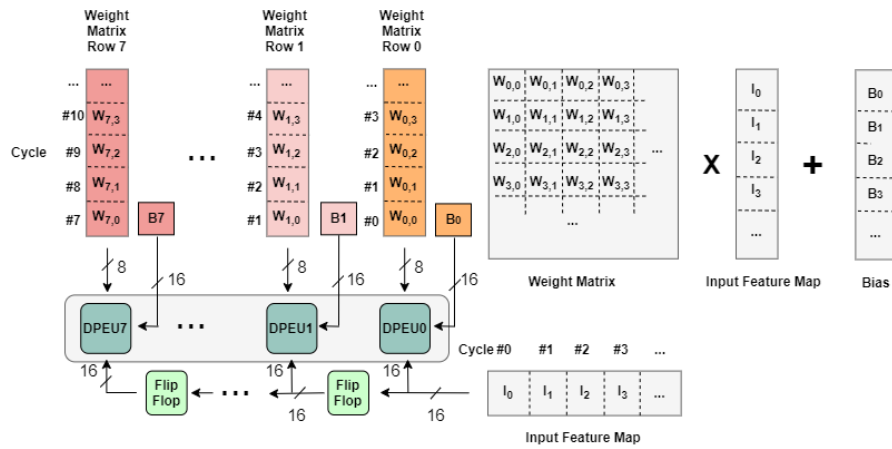 Weight
Matrix
Row 7
Weight
Matrix
Row 1
Weight
Matrix
Row 0
... ... ... ... ... ...
#10 W7,3 #4 W1,3 #3 W0,3
Cycle #9 W7,2 ... #3 W1,2 #2 W0,2
#8 W7,1 #2 W1,1 #1 W0,1
#7 W7,0 B7 #1 W1,0 B1 #0 W0,0 B0
8 16 8 16 8 16
DPEU7 ... DPEU1 DPEU0
16 16 16
Flip
Flop
...
Flip
Flop
16 16
W0,0 W0,1 W0,2 W0,3
W1,0 W1,1 W1,2 W1,3
W2,0 W2,1 W2,2 W2,3 ...
W3,0 W3,1 W3,2 W3,3
...
Weight Matrix
X
I0
I1
I2
I3
...
Input Feature Map
+
B0
B1
B2
B3
...
Bias
Cycle #0 #1 #2 #3 ...
I0 I1 I2 I3 ...
Input Feature Map